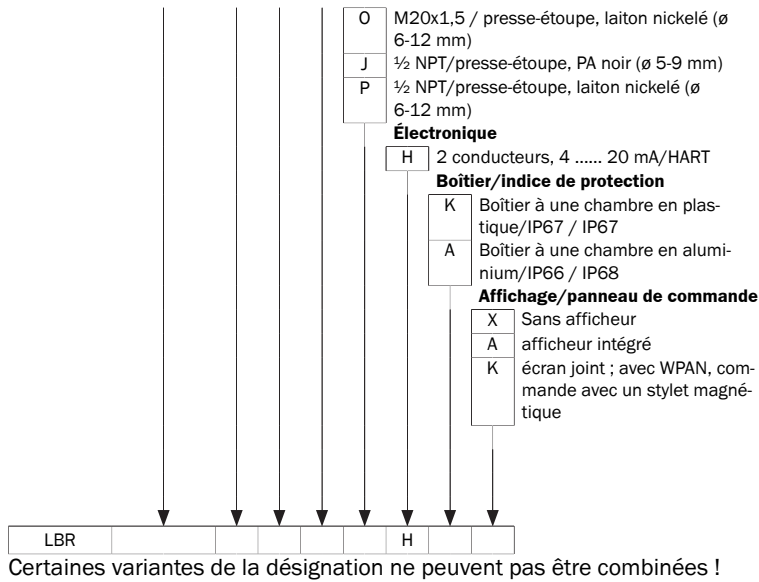 O M20x1,5 / presse-étoupe, laiton nickelé (ø
6-12 mm)
J ½ NPT/presse-étoupe, PA noir (ø 5-9 mm)
P ½ NPT/presse-étoupe, laiton nickelé (ø
6-12 mm)
Électronique
H 2 conducteurs, 4 ...... 20 mA/HART
Boîtier/indice de protection
K Boîtier à une chambre en plas-
tique/IP67 / IP67
A Boîtier à une chambre en alumi-
nium/IP66 / IP68
Affichage/panneau de commande
X Sans afficheur
A afficheur intégré
K écran joint ; avec WPAN, com-
mande avec un stylet magné-
tique
LBR H
Certaines variantes de la désignation ne peuvent pas être combinées !